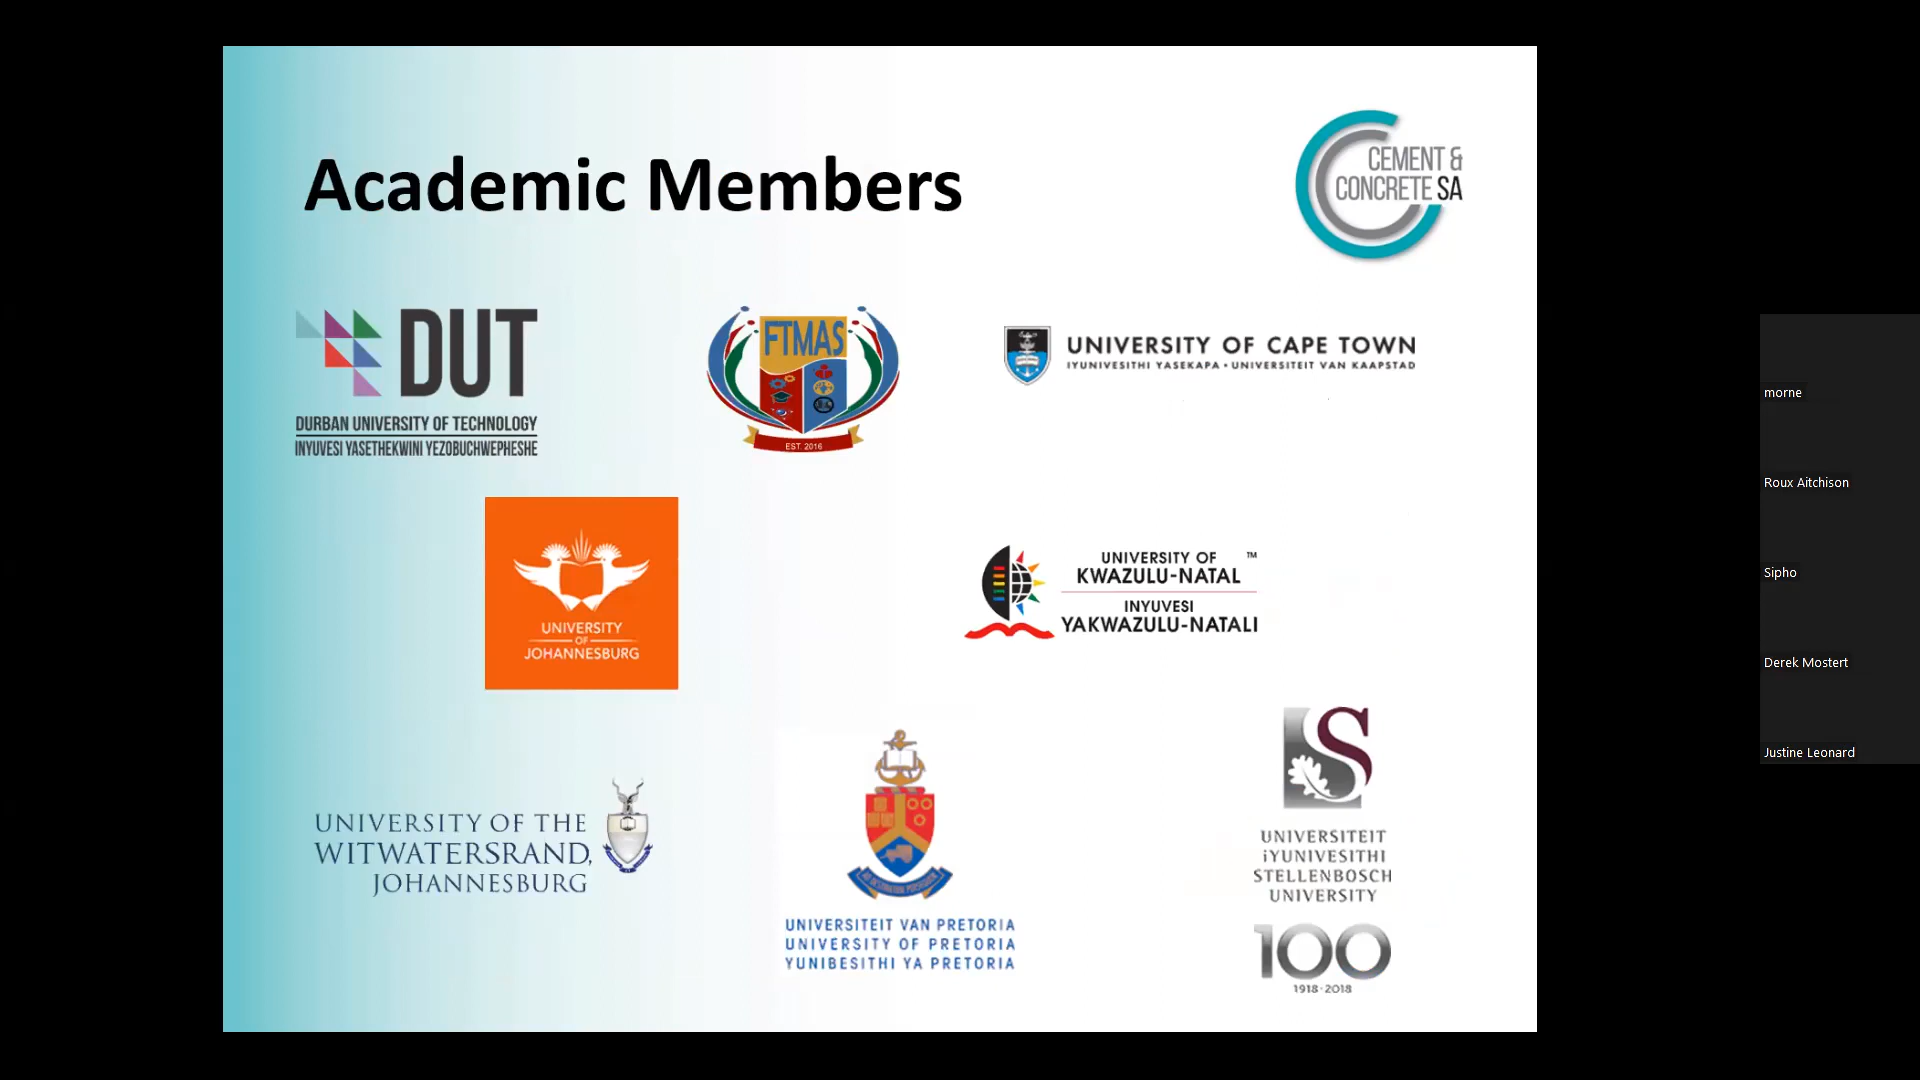 Academic Members
CEMENT &
CONCRETE SA
DUT
DURBAN UNIVERSITY OF TECHNOLOGY
INYUVESI YASETHEKWINI YEZOBUCHWEPHESHE
FTMAS
EST. 2016
UNIVERSITY OF CAPE TOWN
IYUNIVESITHI YASEKAPA • UNIVERSITEIT VAN KAAPSTAD
UNIVERSITY
OF
JOHANNESBURG
UNIVERSITY OF ™
KWAZULU-NATAL
INYUVESI
YAKWAZULU-NATALI
UNIVERSITY OF THE
WITWATERSRAND,
JOHANNESBURG
UNIVERSITEIT VAN PRETORIA
UNIVERSITY OF PRETORIA
YUNIBESITHI YA PRETORIA
S
UNIVERSITEIT
iYUNIVESITHI
STELLENBOSCH
UNIVERSITY
100
1918·2018
morne
Roux Aitchison
Sipho
Derek Mostert
Justine Leonard